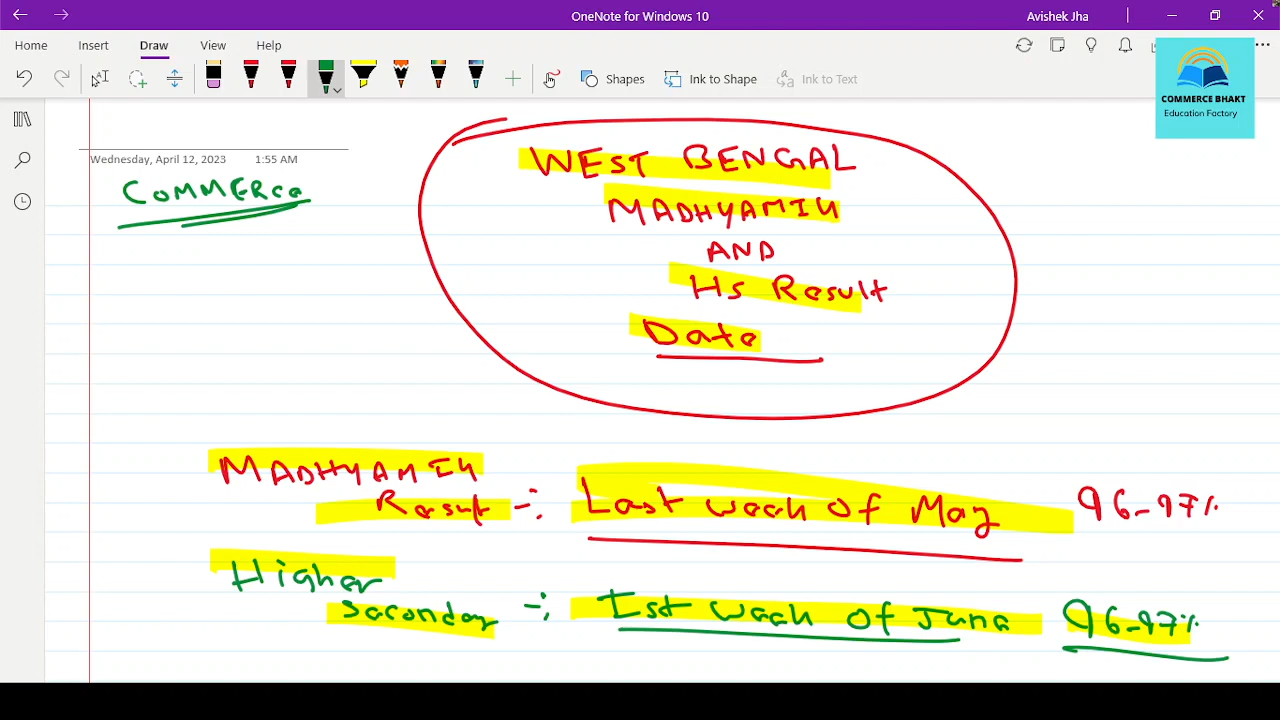 OneNote for Windows 10
Avishek Jha
Home Insert Draw View Help
Shapes Ink to Shape Ink to Text
COMMERCE BHAKT
Education Factory
Wednesday, April 12, 2023 1:55 AM
COMMERCe
WEST BENGAL
MADHYAMIK
AND
Hs Result
Date
MADHYAMIK
Result -:
Last week Of May 96-97%
Higher
Secondary -:
Ist week Of June 96-97%